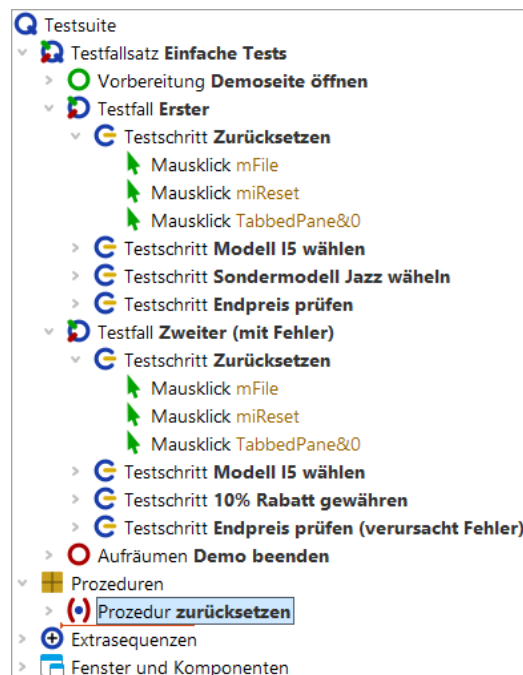 Testsuite
Testfallsatz Einfache Tests
Vorbereitung Demoseite öffnen
Testfall Erster
Testschritt Zurücksetzen
Mausklick mFile
Mausklick miReset
Mausklick TabbedPane&0
Testschritt Modell I5 wählen
Testschritt Sondermodell Jazz wäheln
Testschritt Endpreis prüfen
Testfall Zweiter (mit Fehler)
Testschritt Zurücksetzen
Mausklick mFile
Mausklick miReset
Mausklick TabbedPane&0
Testschritt Modell I5 wählen
Testschritt 10% Rabatt gewähren
Testschritt Endpreis prüfen (verursacht Fehler)
Aufräumen Demo beenden
Prozeduren
Prozedur zurücksetzen
Extrasequenzen
Fenster und Komponenten